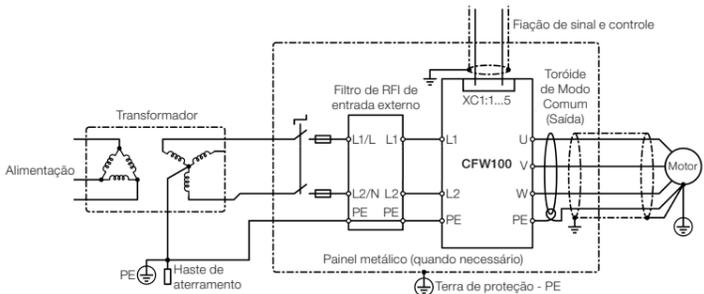 Fiação de sinal e controle
Transformador
Filtro de RFI de
entrada externo
XC1:1...5
Toróide
de Modo
Comum
(Saída)
Alimentação
L1/L L1 L1
CFW100
U
V
Motor
L2/N L2 L2
W
PE PE PE
PE
Painel metálico (quando necessário)
PE
Haste de
aterramento
Terra de proteção - PE